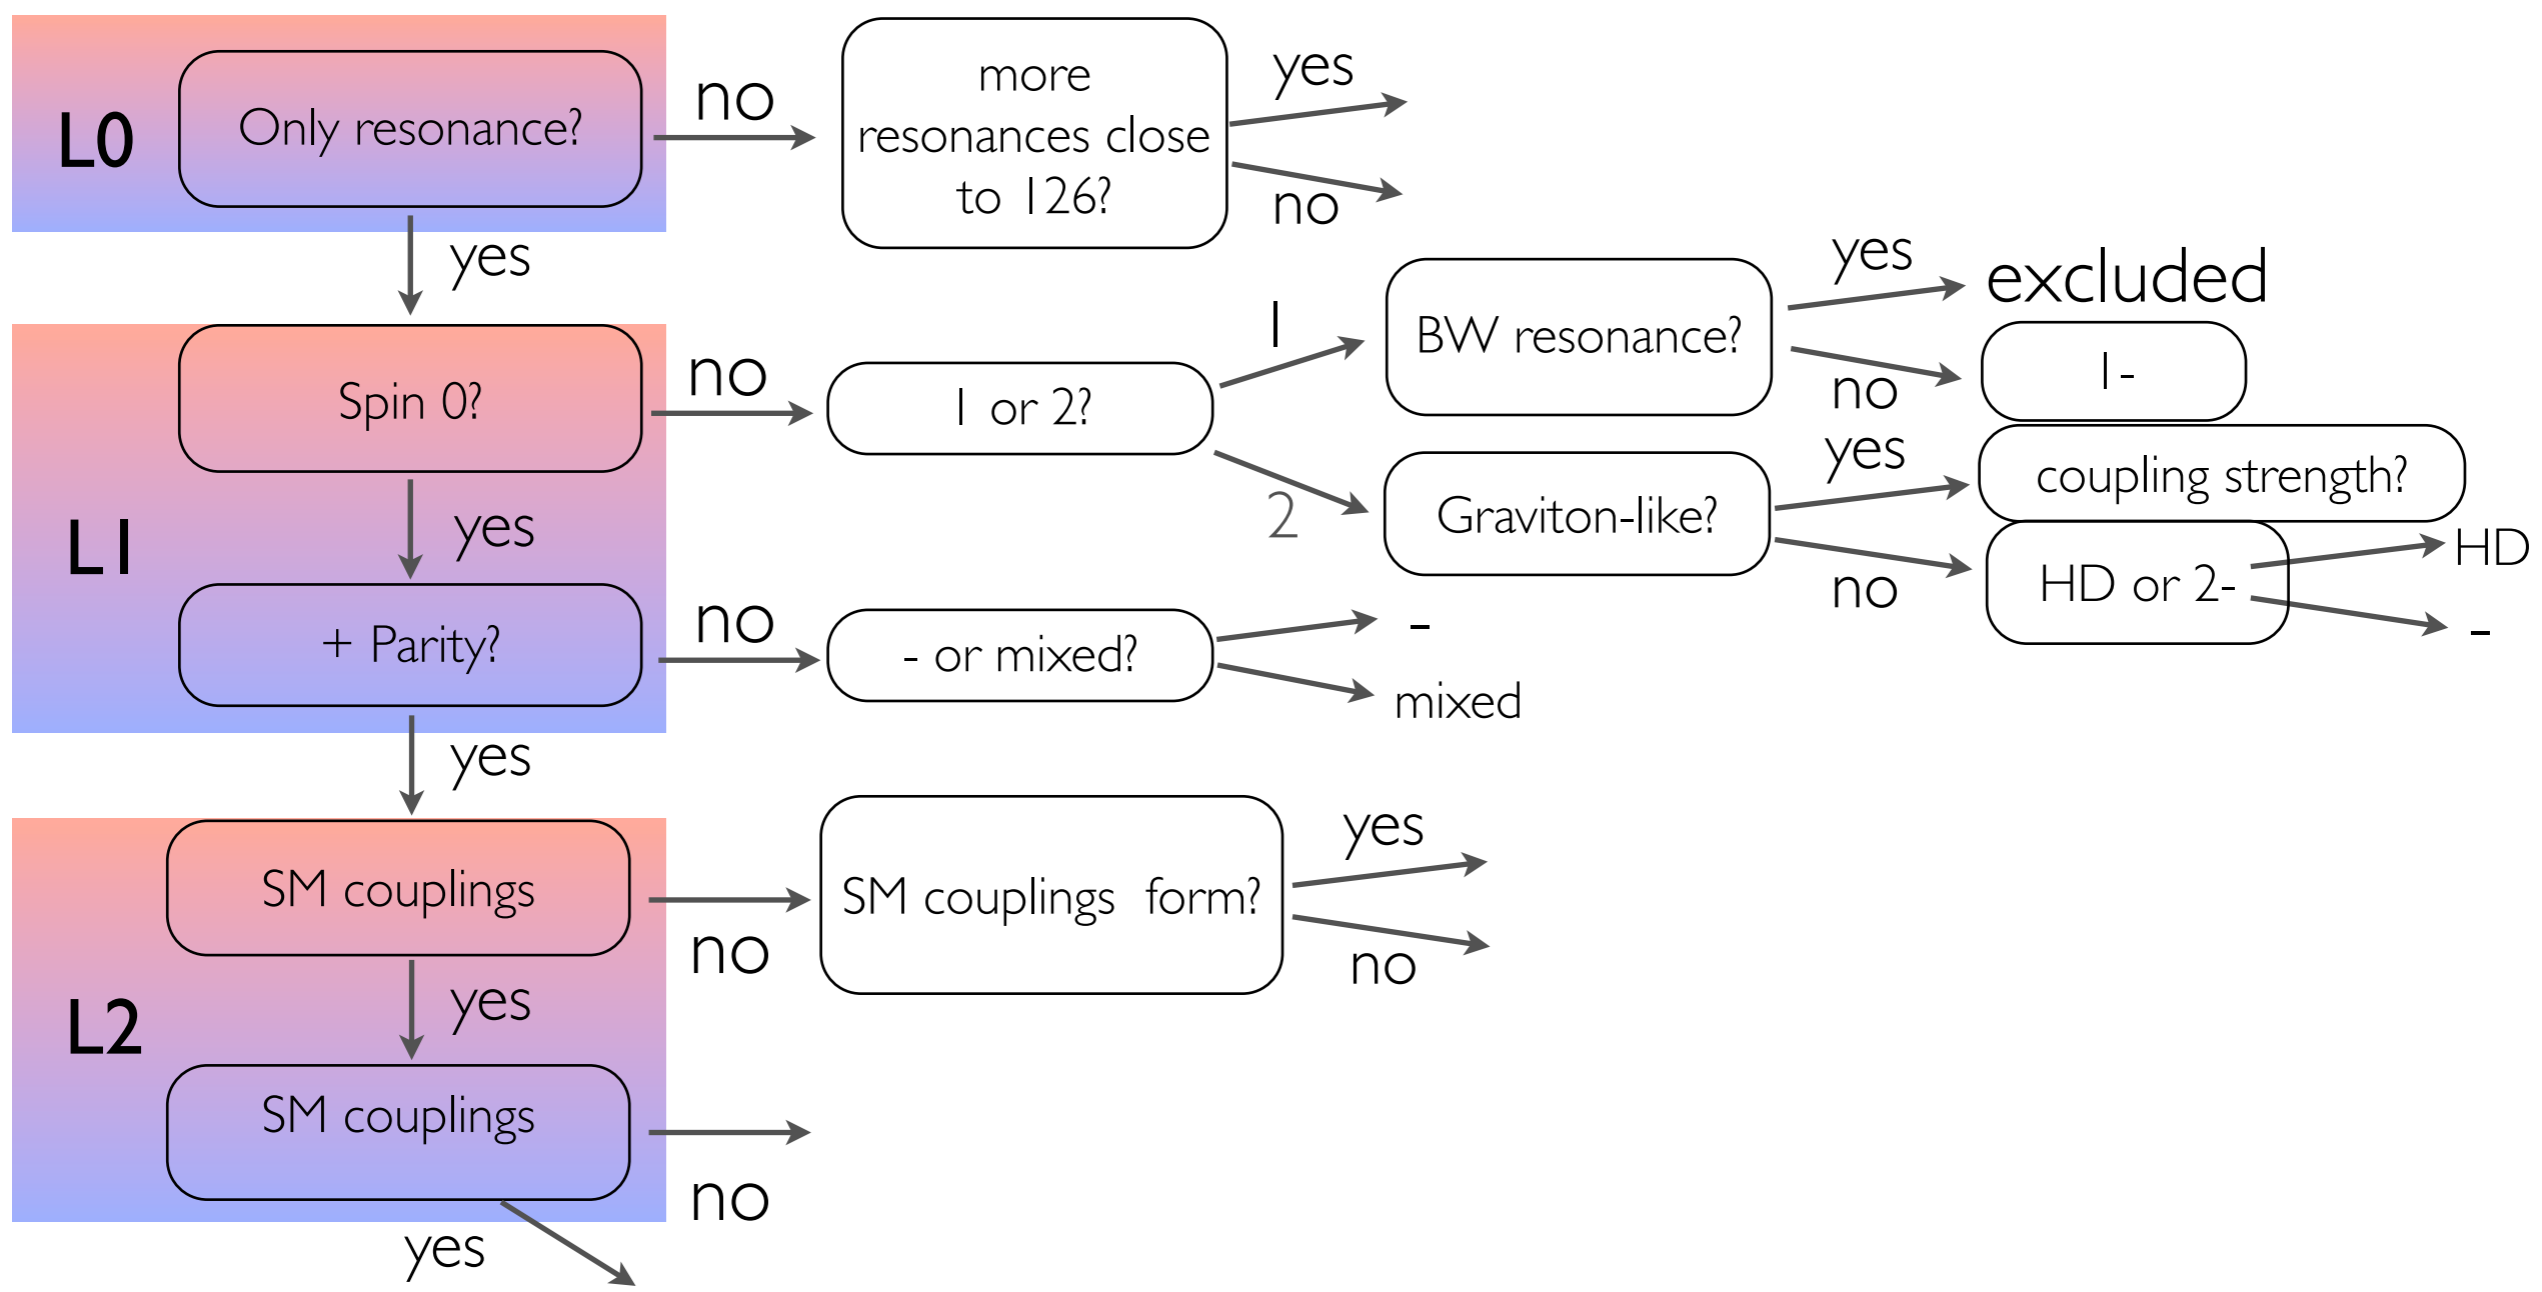 L0
Only resonance?
no
more
resonances close
to 126?
yes
no
yes
L1
Spin 0?
no
1 or 2?
1
BW resonance?
yes
excluded
no
1-
2
Graviton-like?
yes
coupling strength?
no
HD or 2-
HD
-
yes
+ Parity?
no
- or mixed?
-
mixed
yes
L2
SM couplings
no
SM couplings form?
yes
no
yes
SM couplings
no
yes